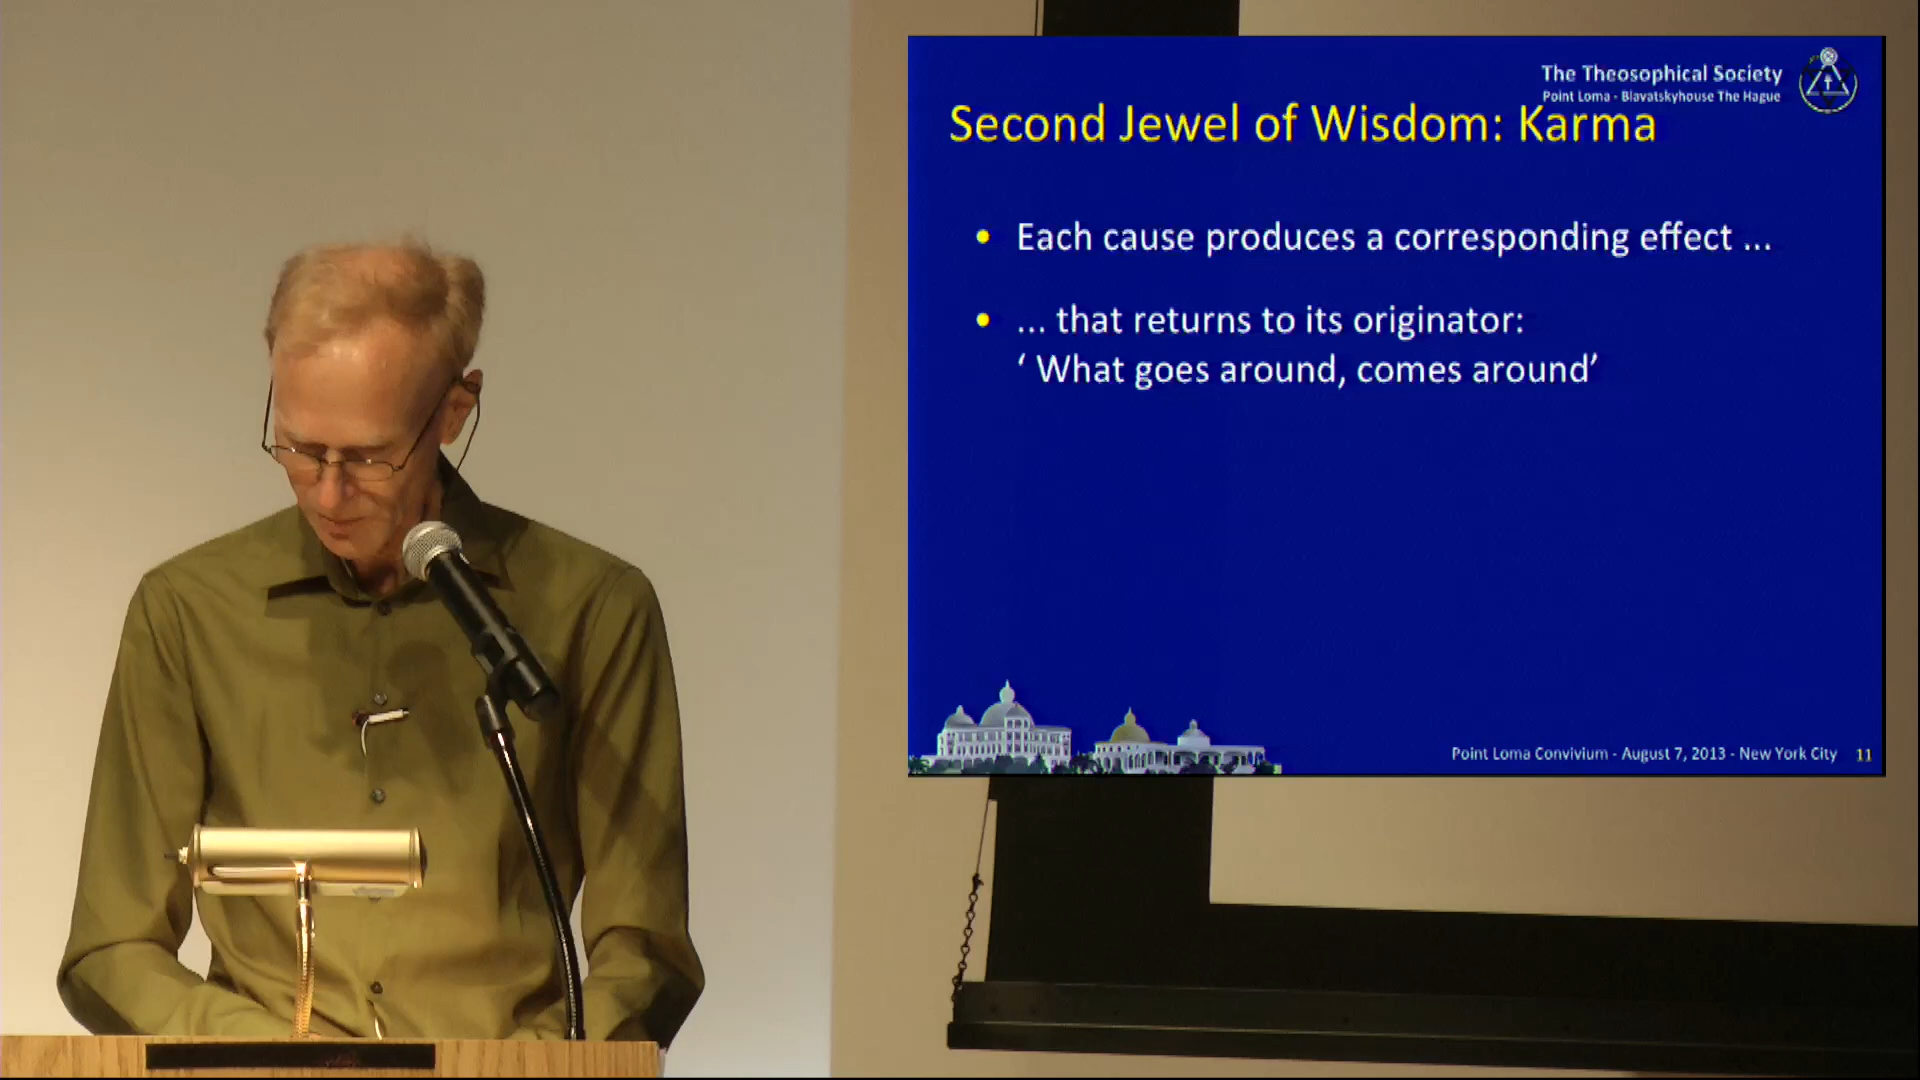 The Theosophical Society
Point Loma - Blavatskyhouse The Hague
Second Jewel of Wisdom: Karma
• Each cause produces a corresponding effect ...
• ... that returns to its originator:
‘ What goes around, comes around’
Point Loma Convivium - August 7, 2013 - New York City 11